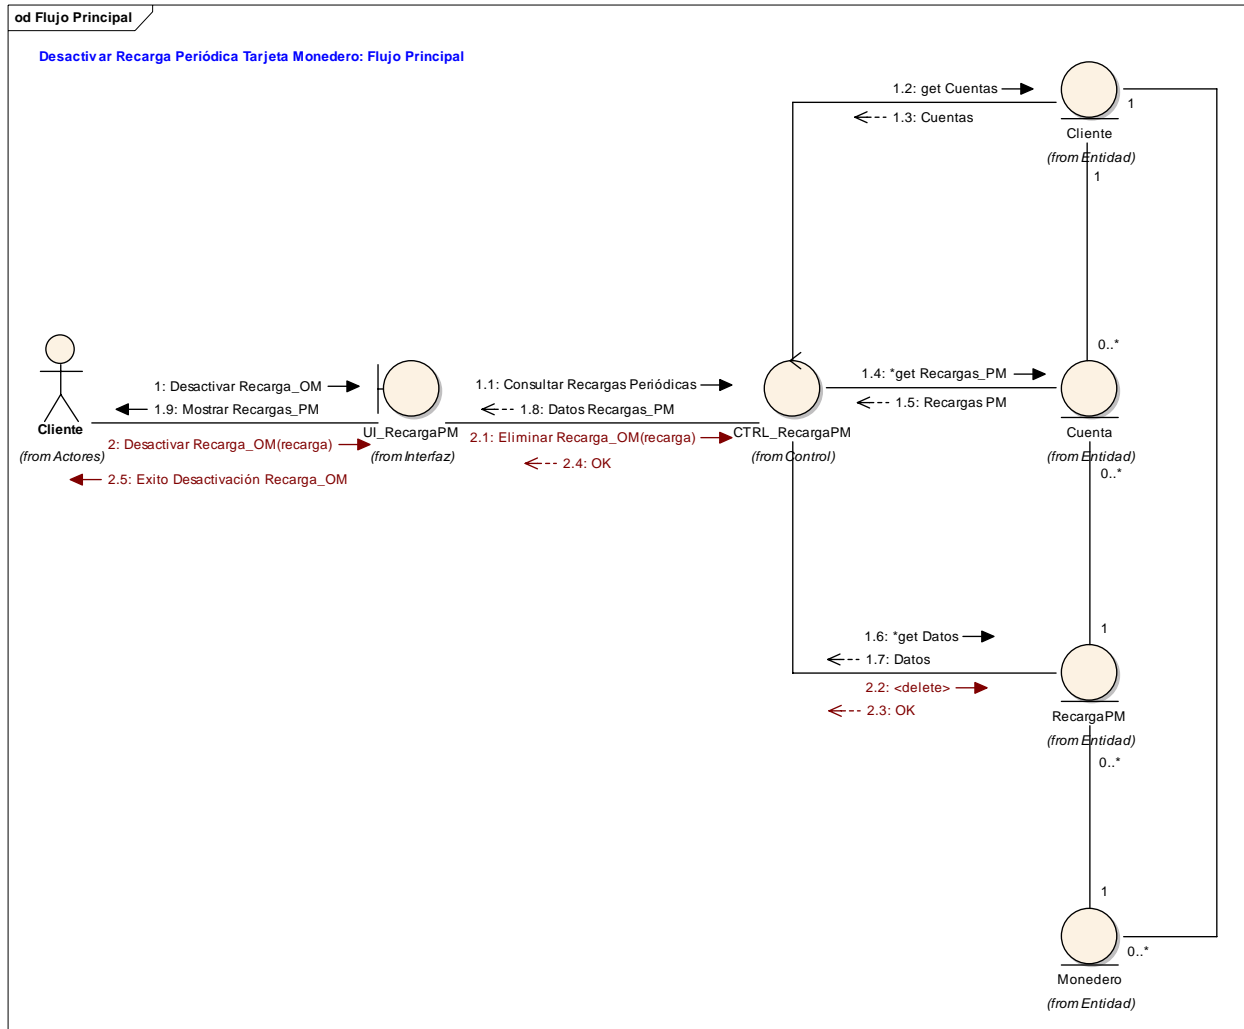 od Flujo Principal
Desactivar Recarga Periódica Tarjeta Monedero: Flujo Principal
1.2: get Cuentas
1.3: Cuentas
1
Cliente
(from Entidad)
1
0..*
1: Desactivar Recarga_OM
1.9: Mostrar Recargas_PM
Cliente
(from Actores)
2: Desactivar Recarga_OM(recarga)
2.5: Exito Desactivación Recarga_OM
UI_RecargaPM
(from Interfaz)
1.1: Consultar Recargas Periódicas
1.8: Datos Recargas_PM
2.1: Eliminar Recarga_OM(recarga)
2.4: OK
CTRL_RecargaPM
(from Control)
1.4: *get Recargas_PM
1.5: Recargas PM
Cuenta
(from Entidad)
0..*
1.6: *get Datos
1.7: Datos
1
2.2: <delete>
2.3: OK
RecargaPM
(from Entidad)
0..*
1
0..*
Monedero
(from Entidad)